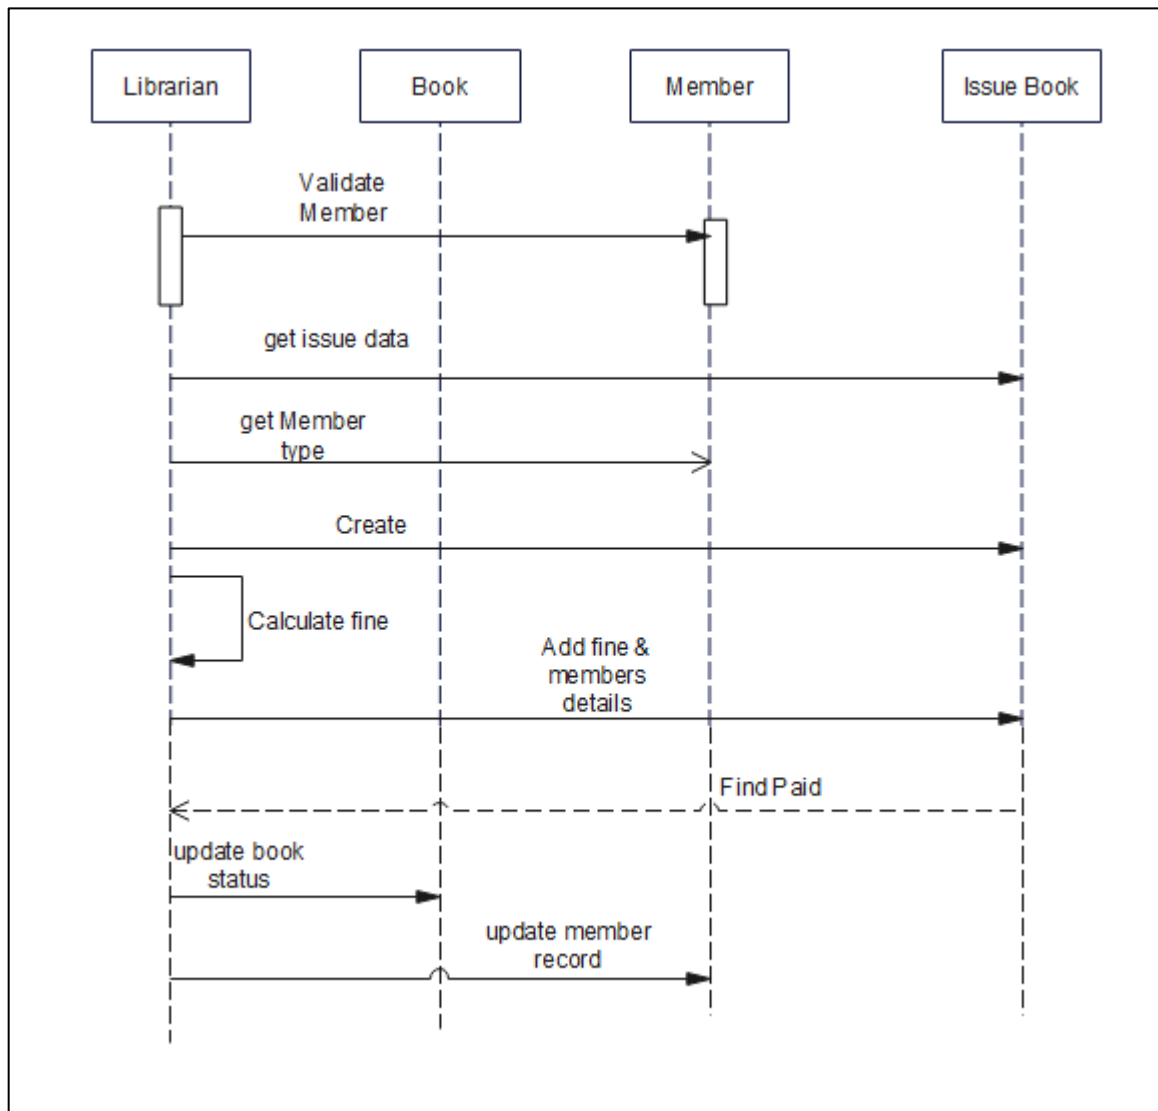 Librarian
Book
Member
Issue Book
Validate
Member
get issue data
get Member
type
Create
Calculate fine
Add fine &
members
details
Find Paid
update book
status
update member
record